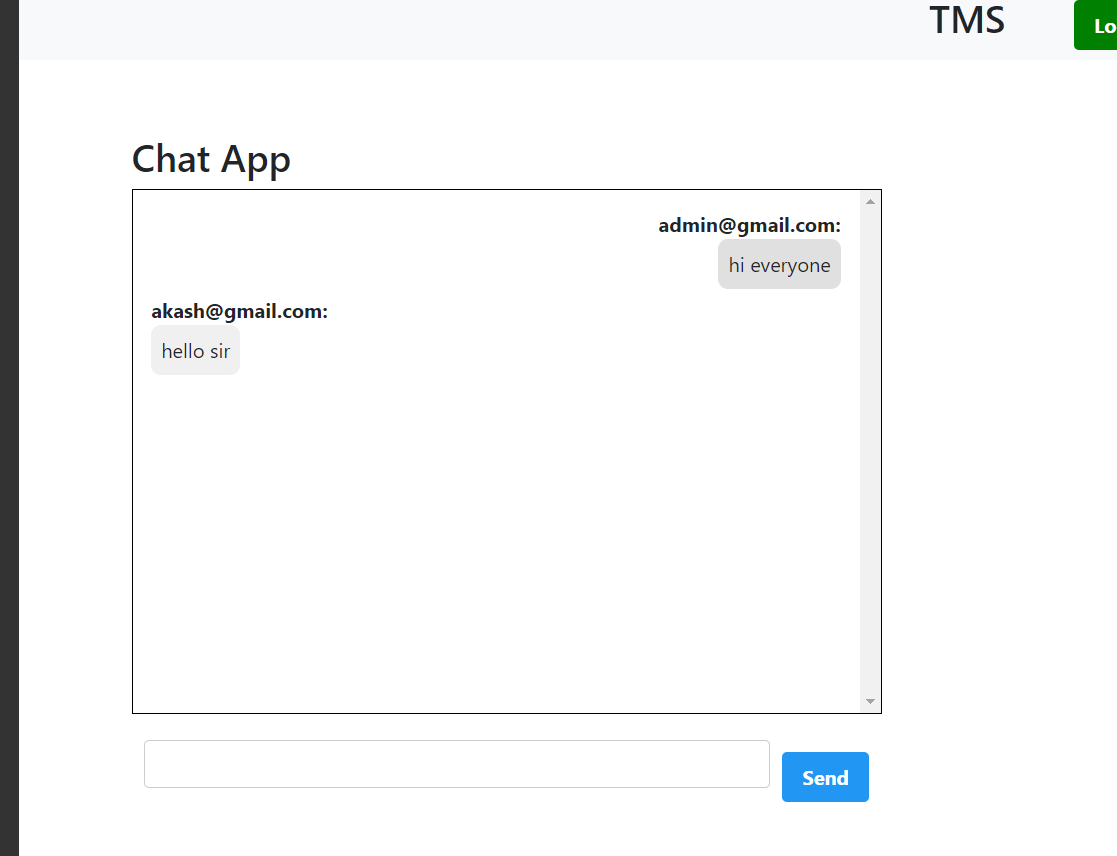 TMS
Lo
Chat App
admin@gmail.com:
hi everyone
akash@gmail.com:
hello sir
Send